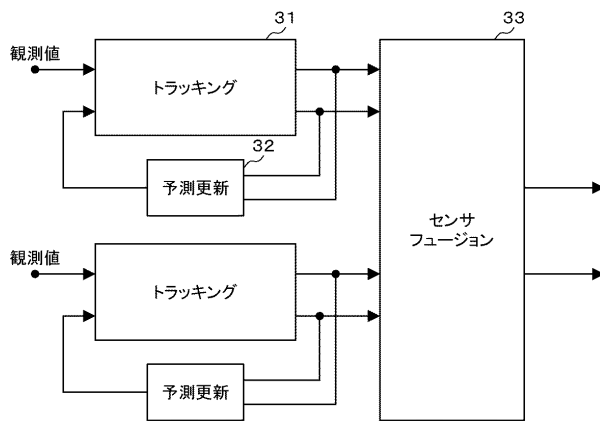 31
33
観測値
トラッキング
32
予測更新
センサ
フュージョン
観測値
トラッキング
予測更新